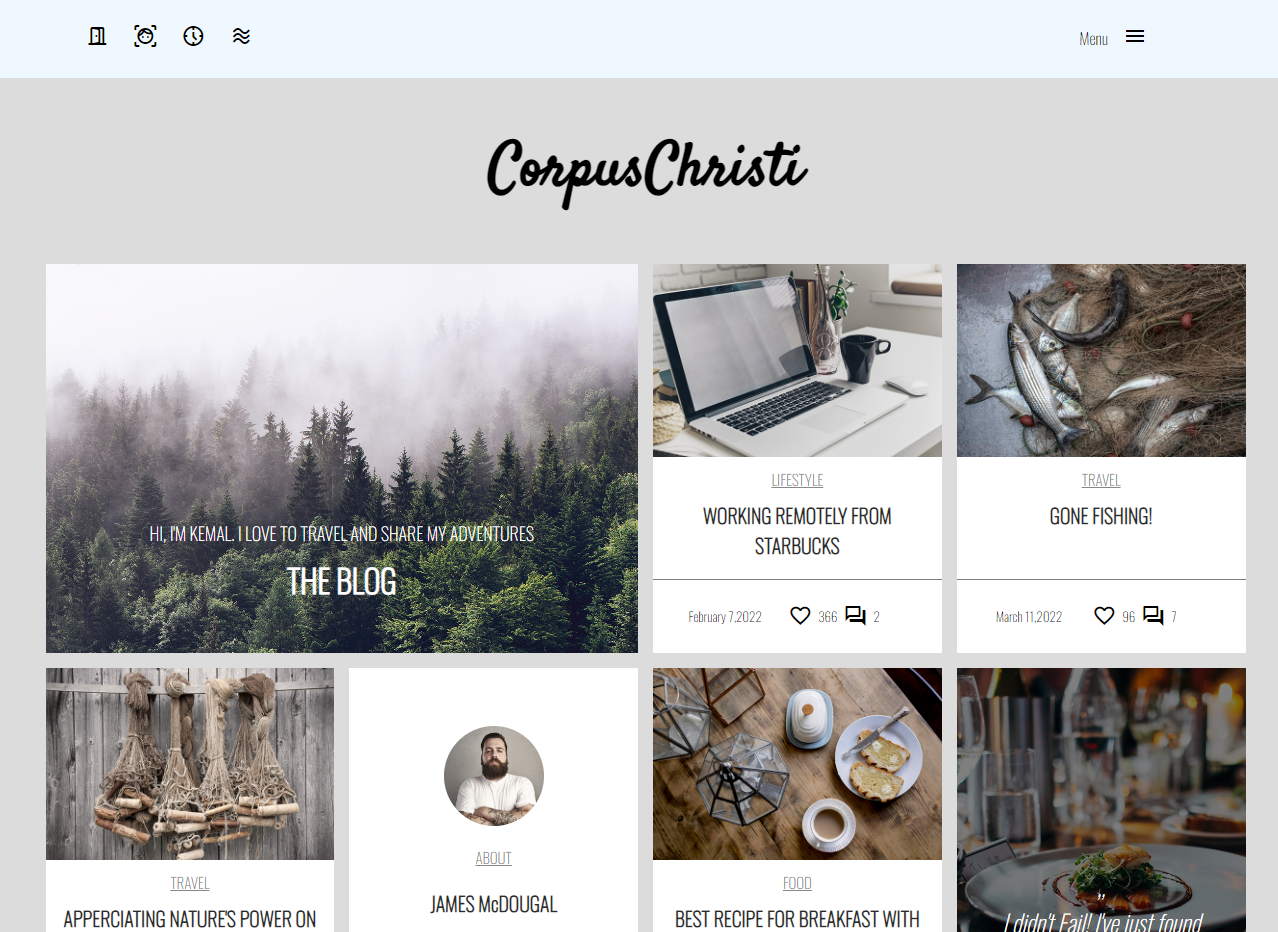 Menu
CorpusChristi
HI, I'M KEMAL. I LOVE TO TRAVEL AND SHARE MY ADVENTURES
THE BLOG
LIFESTYLE
WORKING REMOTELY FROM
STARBUCKS
February 7,2022 366 2
TRAVEL
GONE FISHING!
March 11,2022 96 7
TRAVEL
APPERCIATING NATURE'S POWER ON
ABOUT
JAMES McDOUGAL
FOOD
BEST RECIPE FOR BREAKFAST WITH
„
I didn't Fail! I've just found